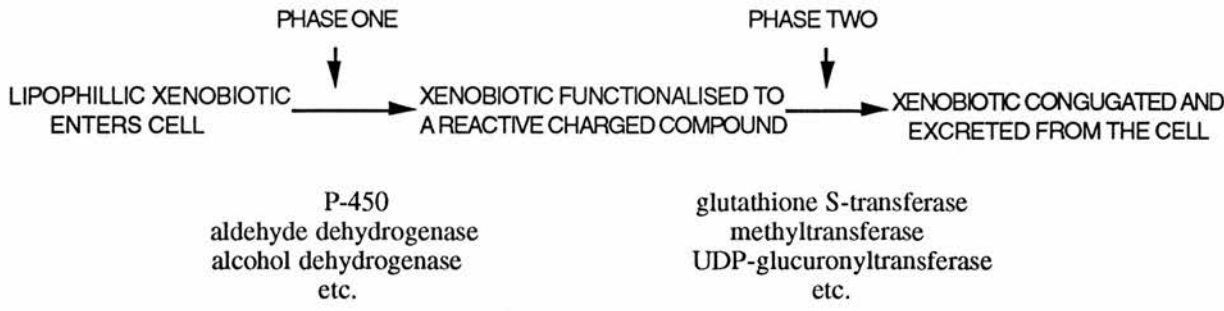 PHASE ONE
PHASE TWO
LIPOPHILLIC XENOBIOTIC
ENTERS CELL
XENOBIOTIC FUNCTIONALISED TO
A REACTIVE CHARGED COMPOUND
XENOBIOTIC CONGUGATED AND
EXCRETED FROM THE CELL
P-450
aldehyde dehydrogenase
alcohol dehydrogenase
etc.
glutathione S-transferase
methyltransferase
UDP-glucuronyltransferase
etc.